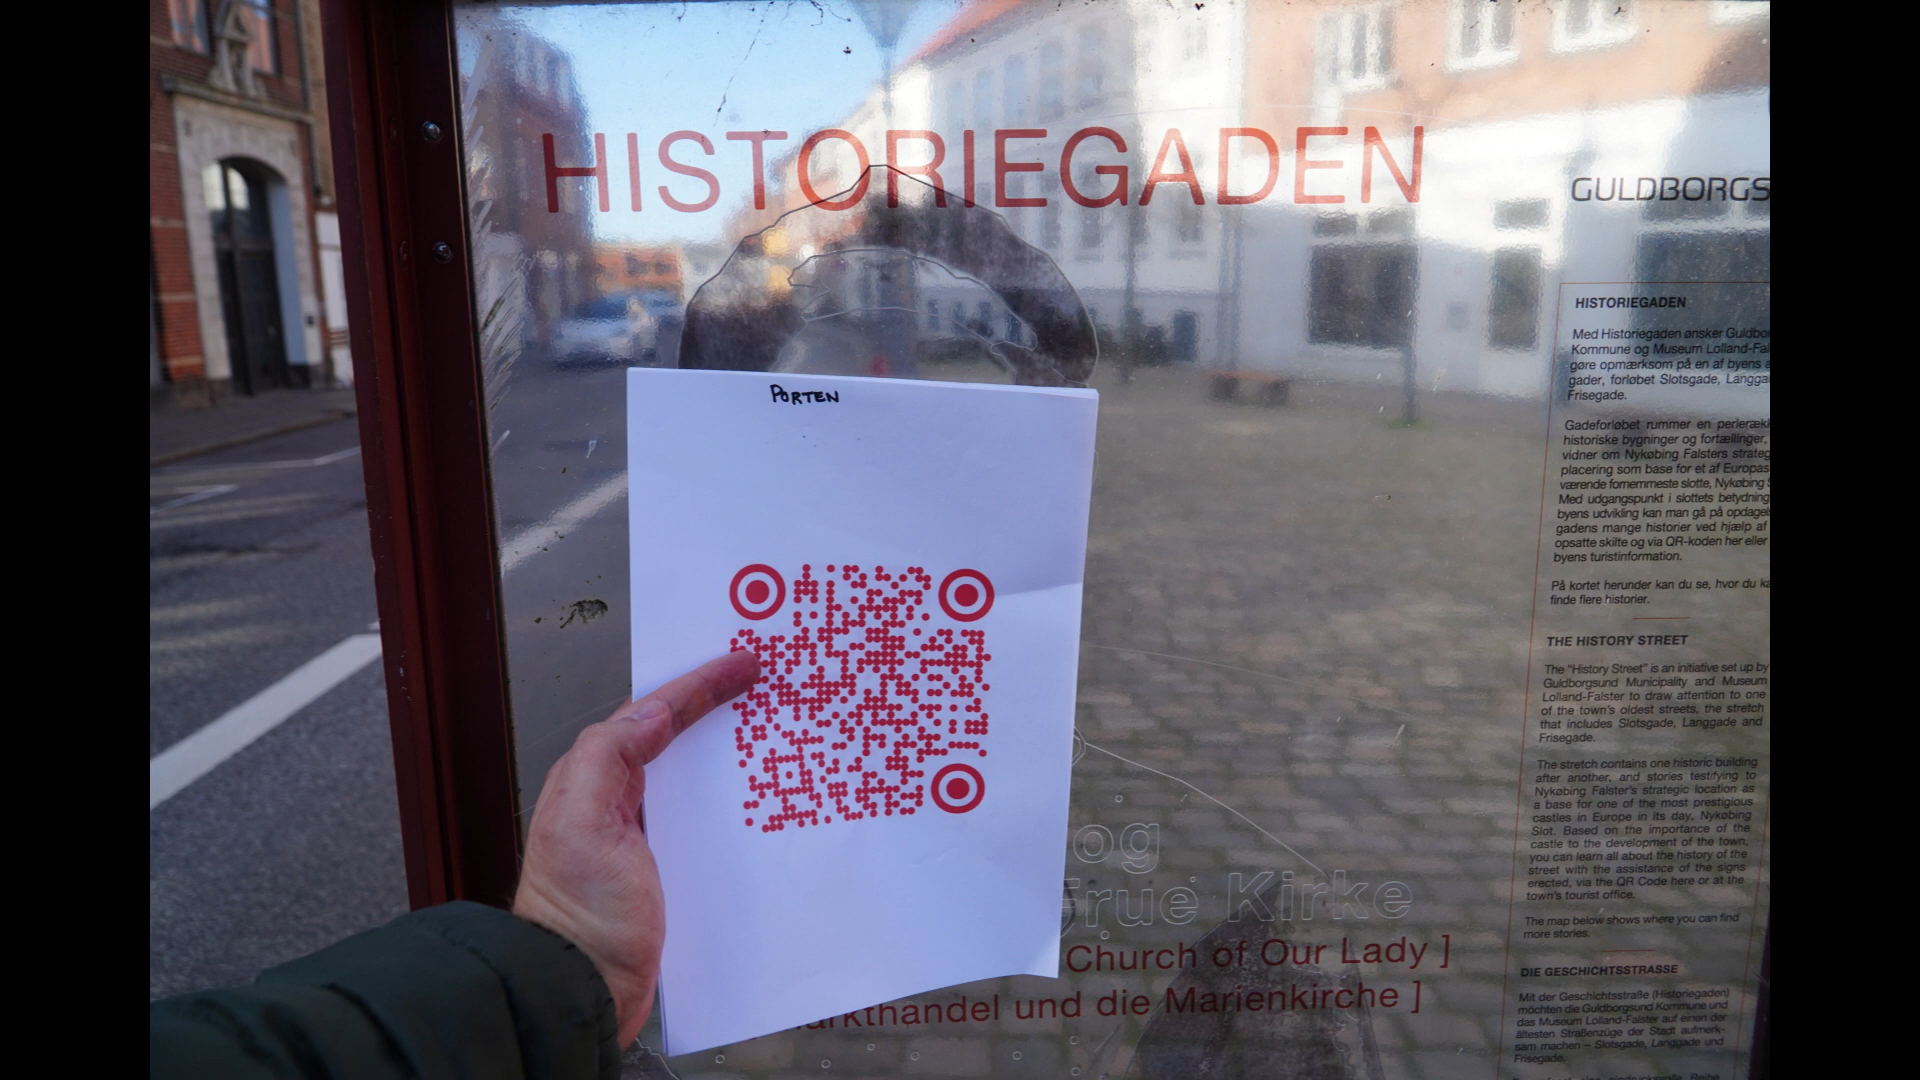 HISTORIEGADEN
PORTEN
og
Frue Kirke
Church of Our Lady ]
arkthandel und die Marienkirche ]
GULDBORGS
HISTORIEGADEN
Med Historiegaden ønsker Guldbor
Kommune og Museum Lolland-Fal
gøre opmærksom på en af byens
gader, forløbet Slotsgade, Langga
Frisegade.
Gadeforløbet rummer en perleræk
historiske bygninger og fortællinger,
vidner om Nykøbing Falsters strateg
placering som base for et af Europas
værende fornemmeste slotte, Nykøbing
Med udgangspunkt i slottets betydning
byens udvikling kan man gå på opdagel
gadens mange historier ved hjælp af
opsatte skilte og via QR-koden her eller
byens turistinformation.
På kortet herunder kan du se, hvor du ka
finde flere historier.
THE HISTORY STREET
The "History Street" is an initiative set up by
Guldborgsund Municipality and Museum
Lolland-Falster to draw attention to one
of the town's oldest streets, the stretch
that includes Slotsgade, Langgade and
Frisegade.
The stretch contains one historic building
after another, and stories testifying to
Nykøbing Falster's strategic location as
a base for one of the most prestigious
castles in Europe in its day, Nykøbing
Slot. Based on the importance of the
castle to the development of the town,
you can learn all about the history of the
street with the assistance of the signs
erected, via the QR Code here or at the
town's tourist office.
The map below shows where you can find
more stories.
DIE GESCHICHTSSTRASSE
Mit der Geschichtsstraße (Historiegaden)
möchten die Guldborgsund Kommune und
das Museum Lolland-Falster auf einen der
ältesten Straßenzüge der Stadt aufmerk-
sam machen – Slotsgade, Langgade und
Frisegade.